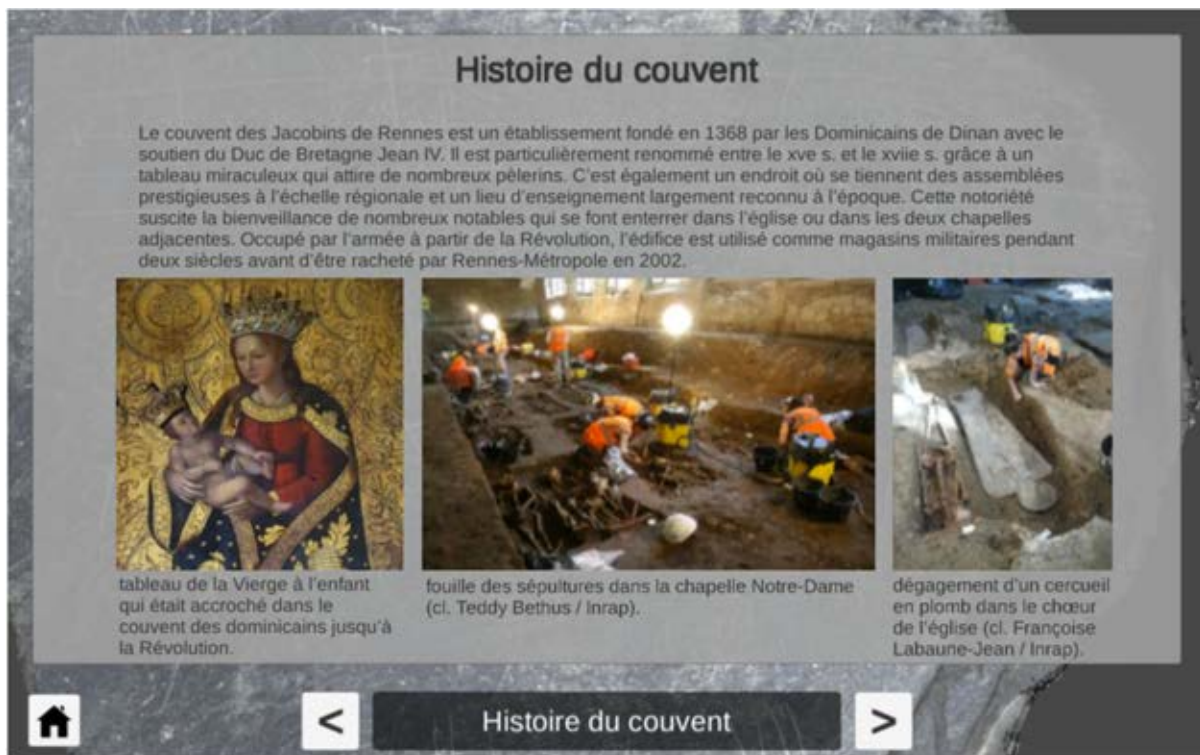 Histoire du couvent
Le couvent des Jacobins de Rennes est un établissement fondé en 1368 par les Dominicains de Dinan avec le
soutien du Duc de Bretagne Jean IV. Il est particulièrement renommé entre le xve s. et le xviie s. grâce à un
tableau miraculeux qui attire de nombreux pèlerins. C'est également un endroit où se tiennent des assemblées
prestigieuses à l'échelle régionale et un lieu d'enseignement largement reconnu à l'époque. Cette notoriété
suscite la bienveillance de nombreux notables qui se font enterrer dans l'église ou dans les deux chapelles
adjacentes. Occupé par l'armée à partir de la Révolution, l'édifice est utilisé comme magasins militaires pendant
deux siècles avant d'être racheté par Rennes-Métropole en 2002.
tableau de la Vierge à l'enfant
qui était accroché dans le
couvent des dominicains jusqu'à
la Révolution.
fouille des sépultures dans la chapelle Notre-Dame
(cl. Teddy Bethus / Inrap).
dégagement d'un cercueil
en plomb dans le chœur
de l'église (cl. Françoise
Labaune-Jean / Inrap).
< Histoire du couvent >